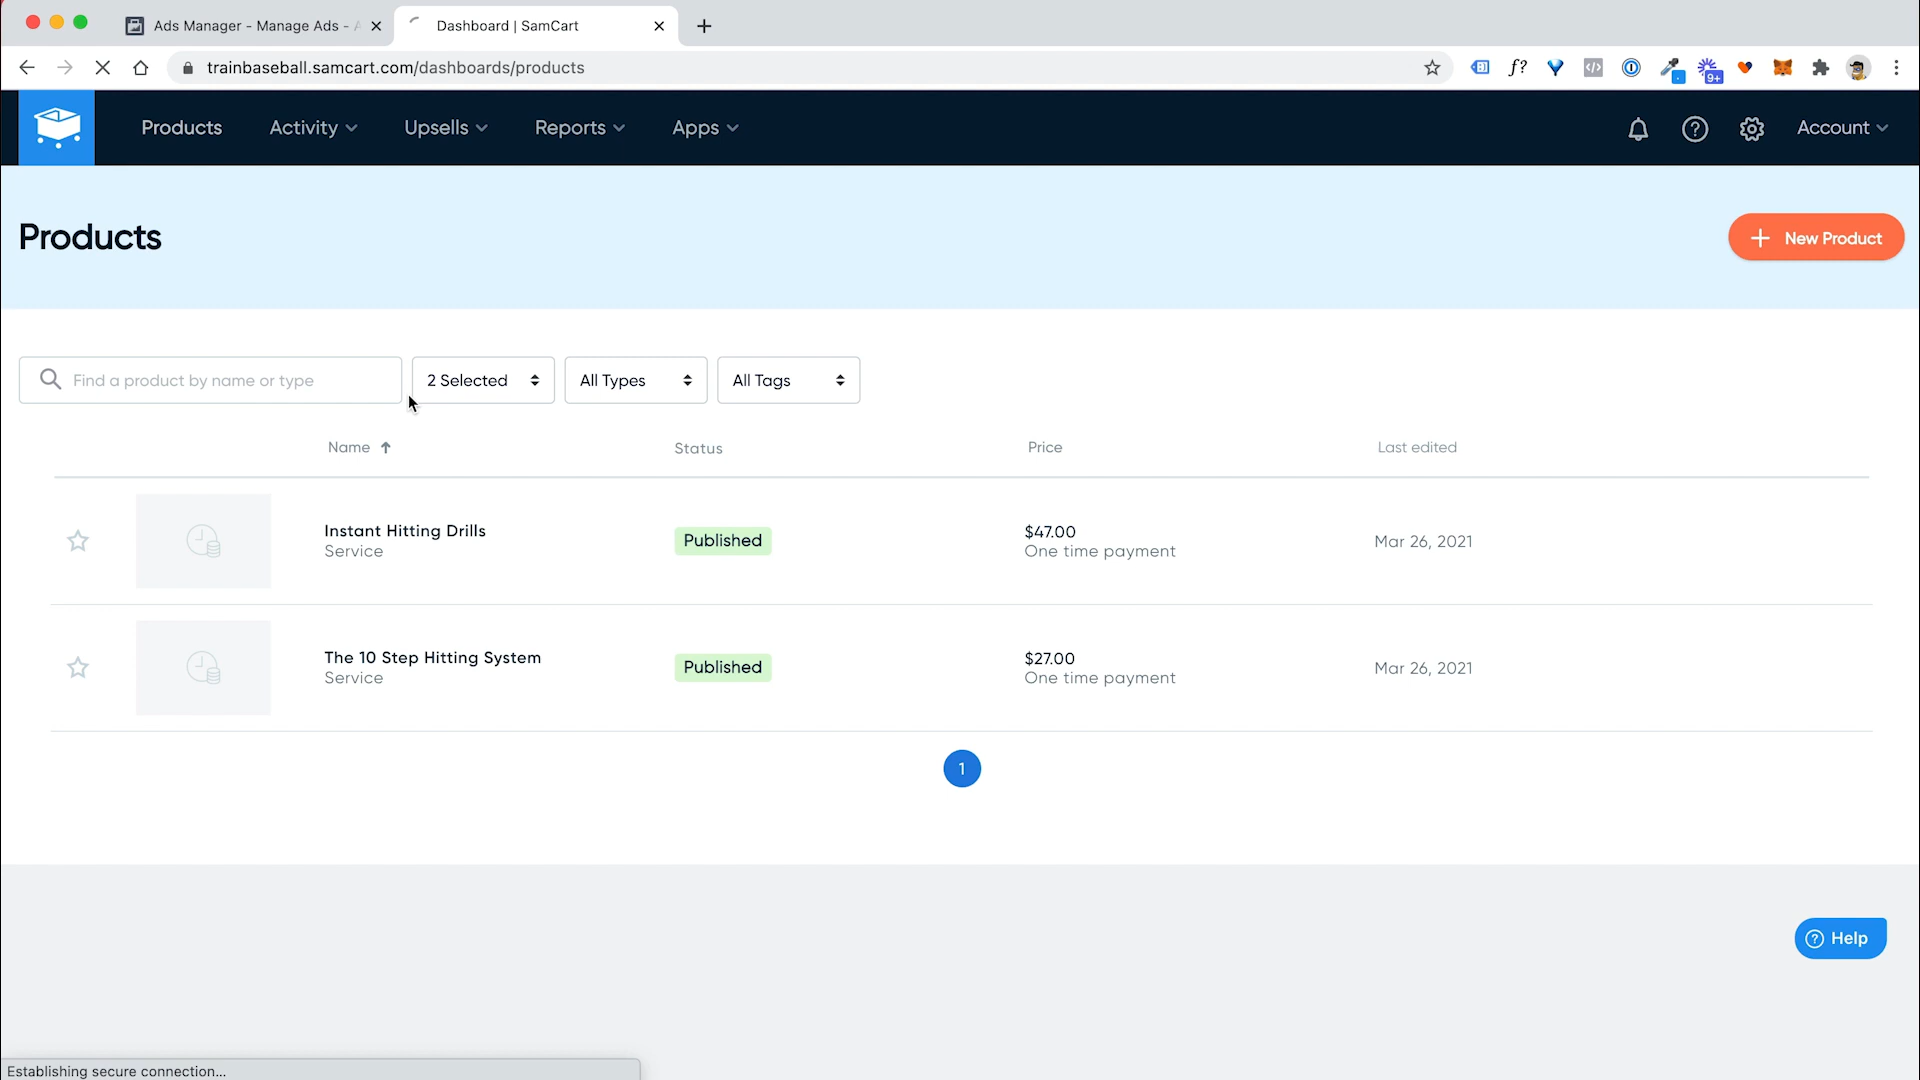 Ads Manager - Manage Ads -
Dashboard | SamCart
trainbaseball.samcart.com/dashboards/products
f?
9+
Products
Activity
Upsells
Reports
Apps
Account
Products
New Product
Find a product by name or type
2 Selected
All Types
All Tags
Name
Status
Price
Last edited
Instant Hitting Drills
Service
Published
$47.00
One time payment
Mar 26, 2021
The 10 Step Hitting System
Service
Published
$27.00
One time payment
Mar 26, 2021
1
Help
Establishing secure connection...